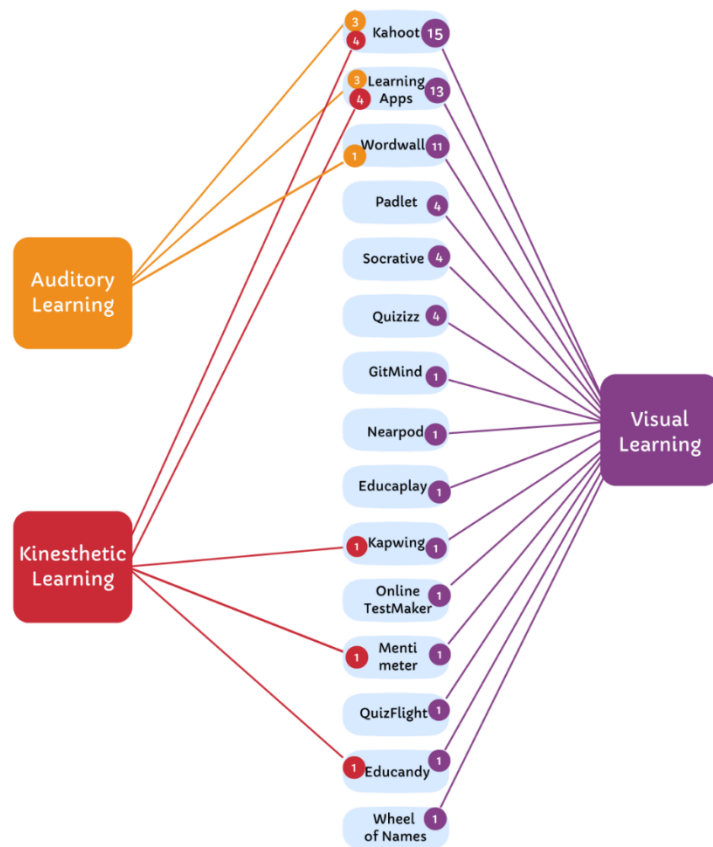 3
Kahoot
15
4
3
Learning
Apps
13
4
Wordwall
11
1
Padlet
4
Auditory
Learning
Socrative
4
Quizizz
4
GitMind
1
Visual
Learning
Nearpod
1
Educaplay
1
Kinesthetic
Learning
1
Kapwing
1
Online
TestMaker
1
1
Menti
meter
1
QuizFlight
1
1
Educandy
1
Wheel
of Names
1